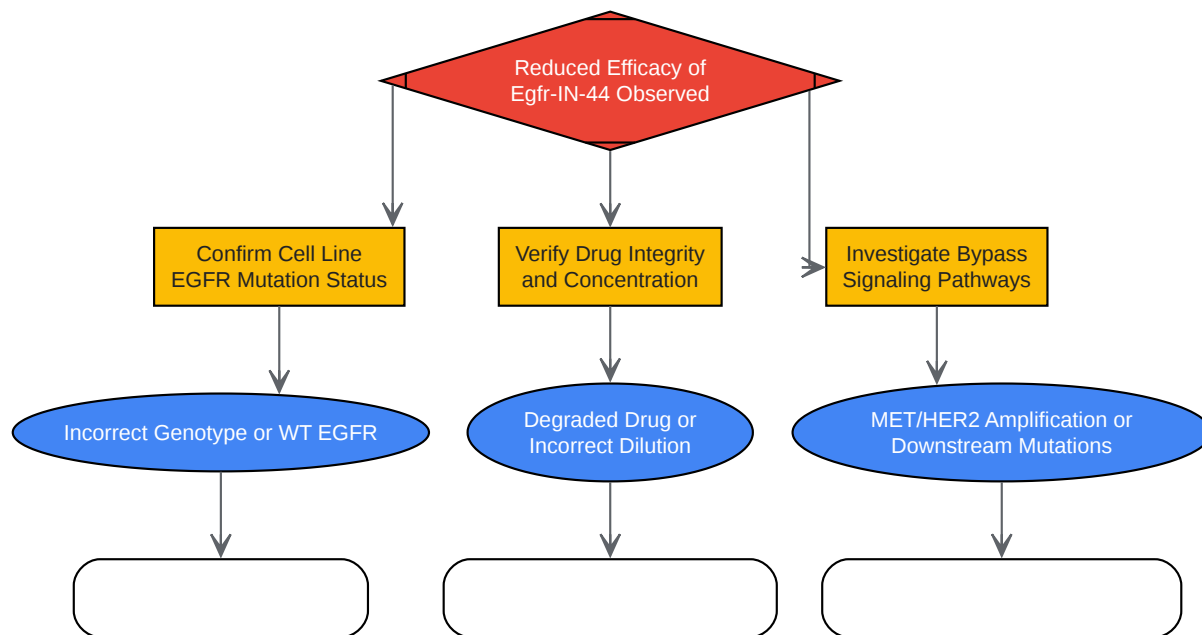 Reduced Efficacy of
Egfr-IN-44 Observed
Confirm Cell Line
EGFR Mutation Status
Verify Drug Integrity
and Concentration
Investigate Bypass
Signaling Pathways
Incorrect Genotype or WT EGFR
Degraded Drug or
Incorrect Dilution
MET/HER2 Amplification or
Downstream Mutations